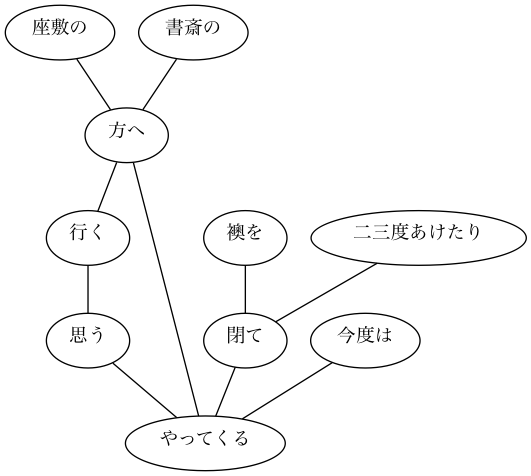 座敷の
書斎の
方へ
行く
襖を
二三度あけたり
思う
閉て
今度は
やってくる